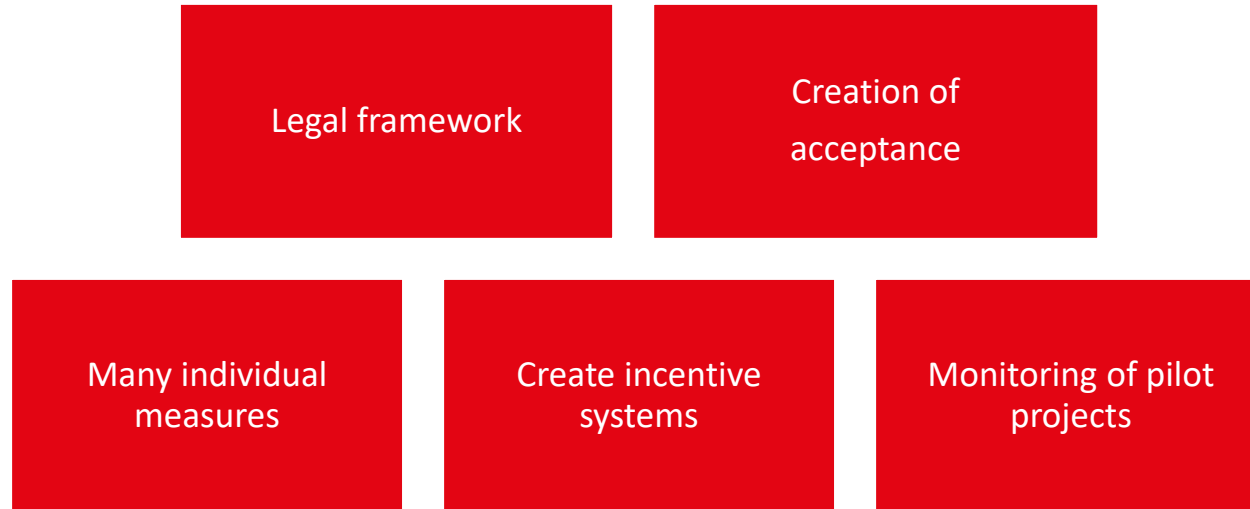 Legal framework
Creation of
acceptance
Many individual
measures
Create incentive
systems
Monitoring of pilot
projects